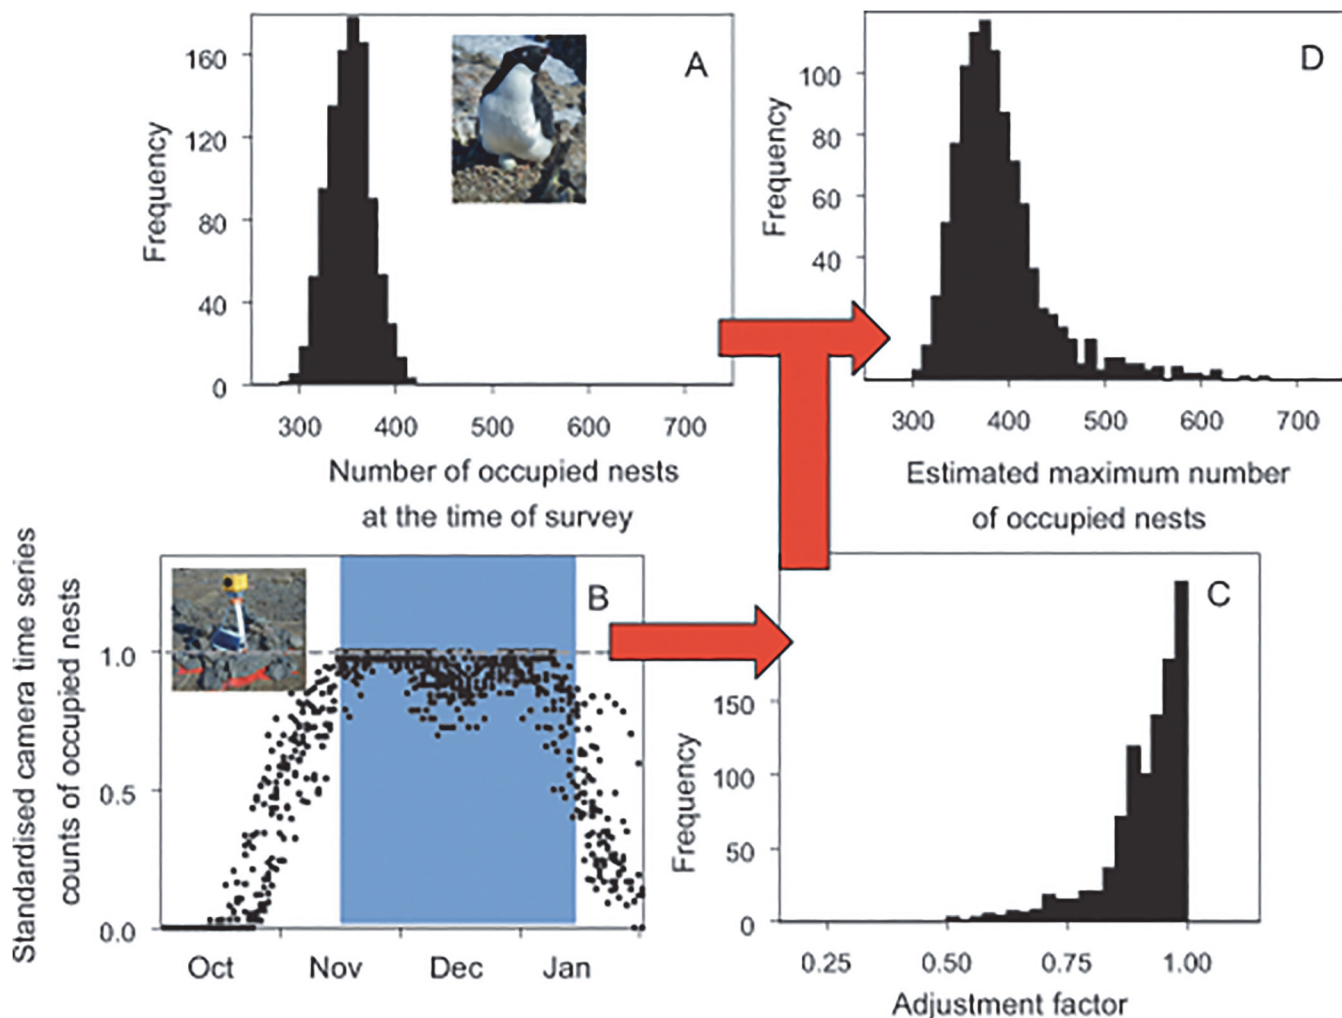 A
160
120
80
40
0
Frequency
300 400 500 600 700
Number of occupied nests
at the time of survey
D
100
80
60
40
Frequency
300 400 500 600 700
Estimated maximum number
of occupied nests
B
Standardised camera time series
counts of occupied nests
1.0
0.5
0.0
Oct Nov Dec Jan
C
150
100
50
0
Frequency
0.25 0.50 0.75 1.00
Adjustment factor